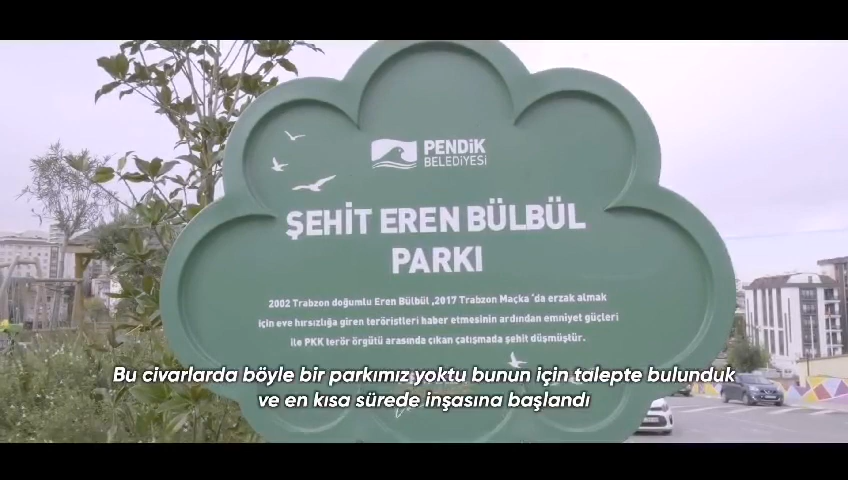 PENDİK
BELEDİYESİ
ŞEHİT EREN BÜLBÜL
PARKI
2002 Trabzon doğumlu Eren Bülbül ,2017 Trabzon Maçka 'da erzak almak
için eve hırsızlığa giren teröristleri haber etmesinin ardından emniyet güçleri
ile PKK terör örgütü arasında çıkan çalışmada şehit düşmüştür.
Bu civarlarda böyle bir parkımız yoktu bunun için talepte bulunduk
ve en kısa sürede inşasına başlandı